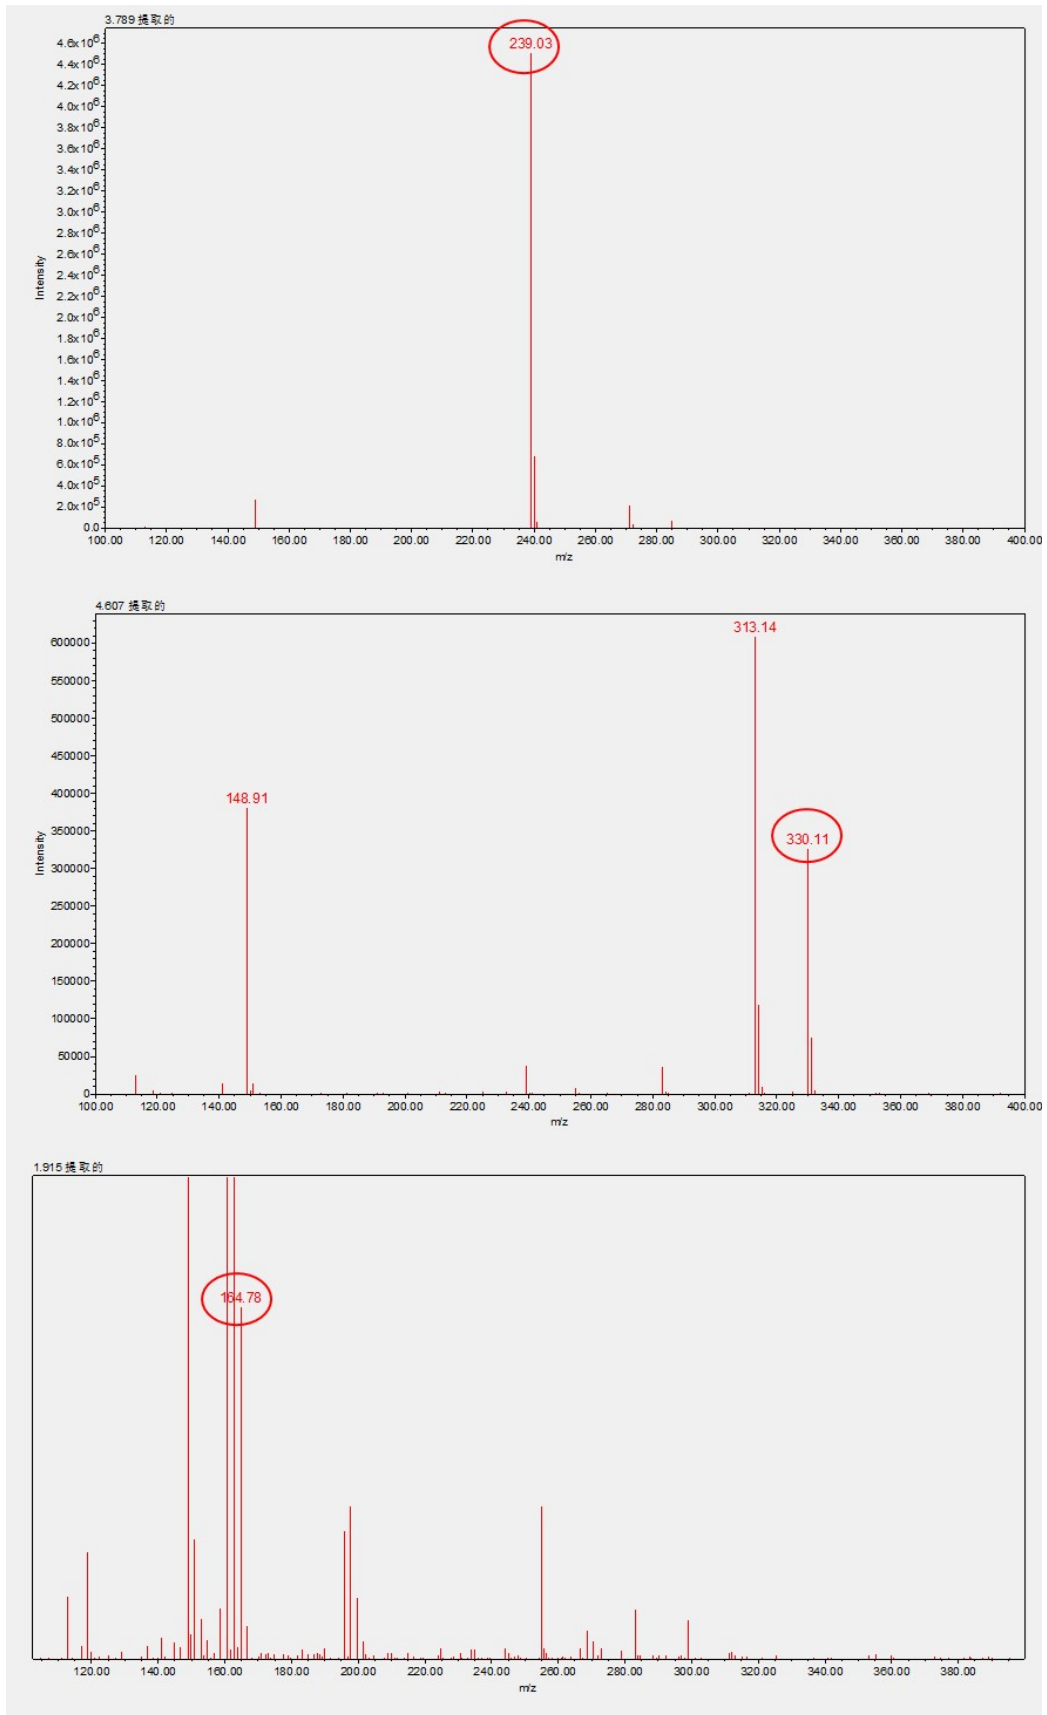 3.789 提取的
239.03
4.6x10⁶
4.4x10⁶
4.2x10⁶
4.0x10⁶
3.8x10⁶
3.6x10⁶
3.4x10⁶
3.2x10⁶
3.0x10⁶
2.8x10⁶
2.6x10⁶
2.4x10⁶
2.2x10⁶
2.0x10⁶
1.8x10⁶
1.6x10⁶
1.4x10⁶
1.2x10⁶
1.0x10⁶
8.0x10⁵
6.0x10⁵
4.0x10⁵
2.0x10⁵
0.0
Intensity
100.00 120.00 140.00 160.00 180.00 200.00 220.00 240.00 260.00 280.00 300.00 320.00 340.00 360.00 380.00 400.00
m/z
4.607 提取的
313.14
148.91
330.11
600000
550000
500000
450000
400000
350000
300000
250000
200000
150000
100000
50000
0
Intensity
100.00 120.00 140.00 160.00 180.00 200.00 220.00 240.00 260.00 280.00 300.00 320.00 340.00 360.00 380.00 400.00
m/z
1.915 提取的
164.78
120.00 140.00 160.00 180.00 200.00 220.00 240.00 260.00 280.00 300.00 320.00 340.00 360.00 380.00
m/z